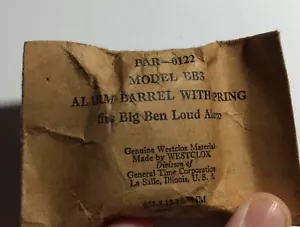 BAR-0122
MODEL BB3
ALARM BARREL WITH SPRING
fits Big Ben Loud Alarm
Genuine Westclox Material
Made by WESTCLOX
Division of
General Time Corporation
La Salle, Illinois, U. S.